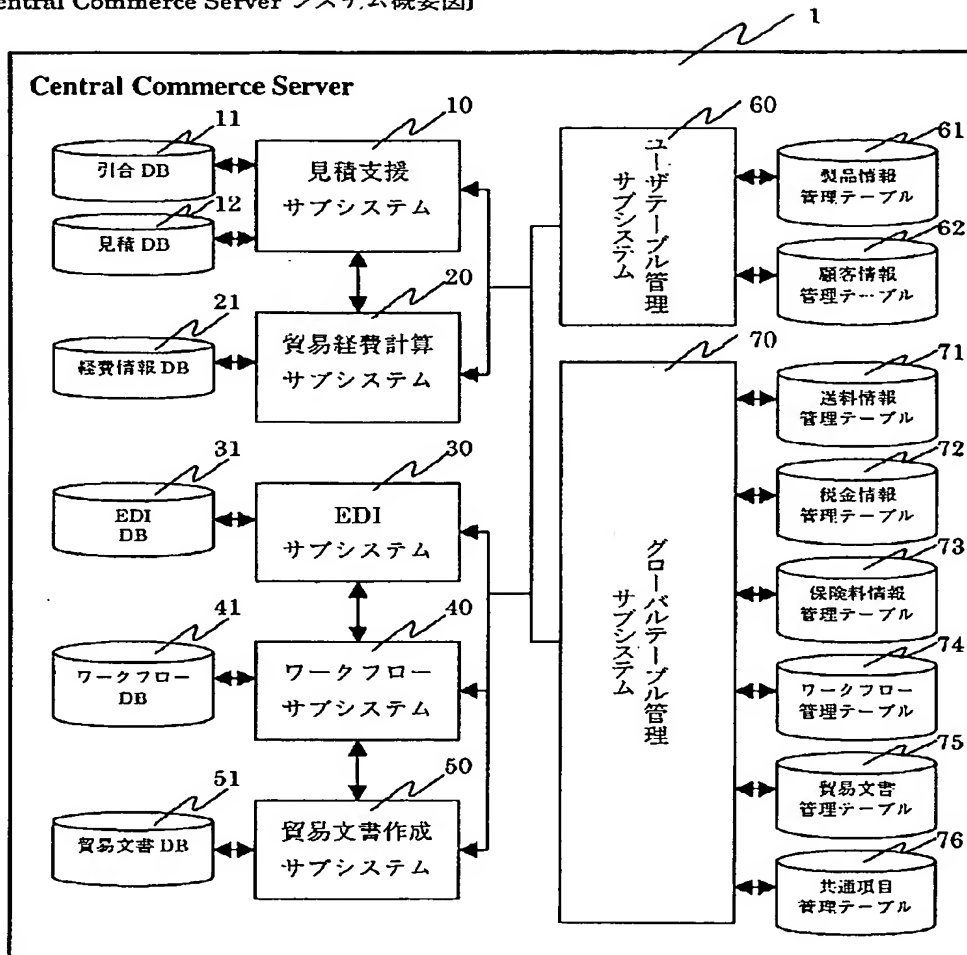 entral Commerce Server システム概要図]
1
Central Commerce Server
11
引合 DB
12
見積 DB
10
見積支援
サブシステム
21
経費情報 DB
20
貿易経費計算
サブシステム
31
EDI
DB
30
EDI
サブシステム
41
ワークフロー
DB
40
ワークフロー
サブシステム
51
貿易文書 DB
50
貿易文書作成
サブシステム
60
ユーザテーブル管理
サブシステム
61
製品情報
管理テーブル
62
顧客情報
管理テーブル
70
グローバルテーブル管理
サブシステム
71
送料情報
管理テーブル
72
税金情報
管理テーブル
73
保険料情報
管理テーブル
74
ワークフロー
管理テーブル
75
貿易文書
管理テーブル
76
共通項目
管理テーブル